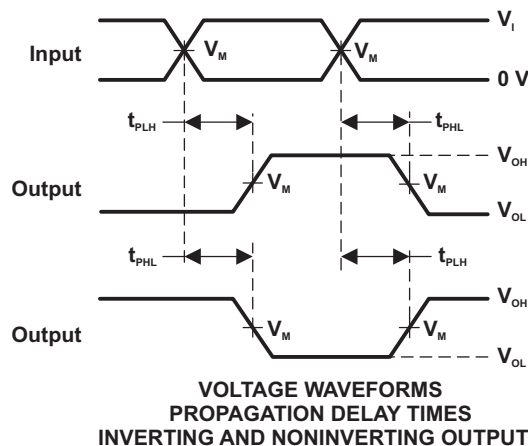 V_I
Input
V_M
V_M
0 V
t_PLH
t_PHL
V_OH
Output
V_M
V_M
V_OL
t_PHL
t_PLH
V_OH
Output
V_M
V_M
V_OL
VOLTAGE WAVEFORMS
PROPAGATION DELAY TIMES
INVERTING AND NONINVERTING OUTPUT